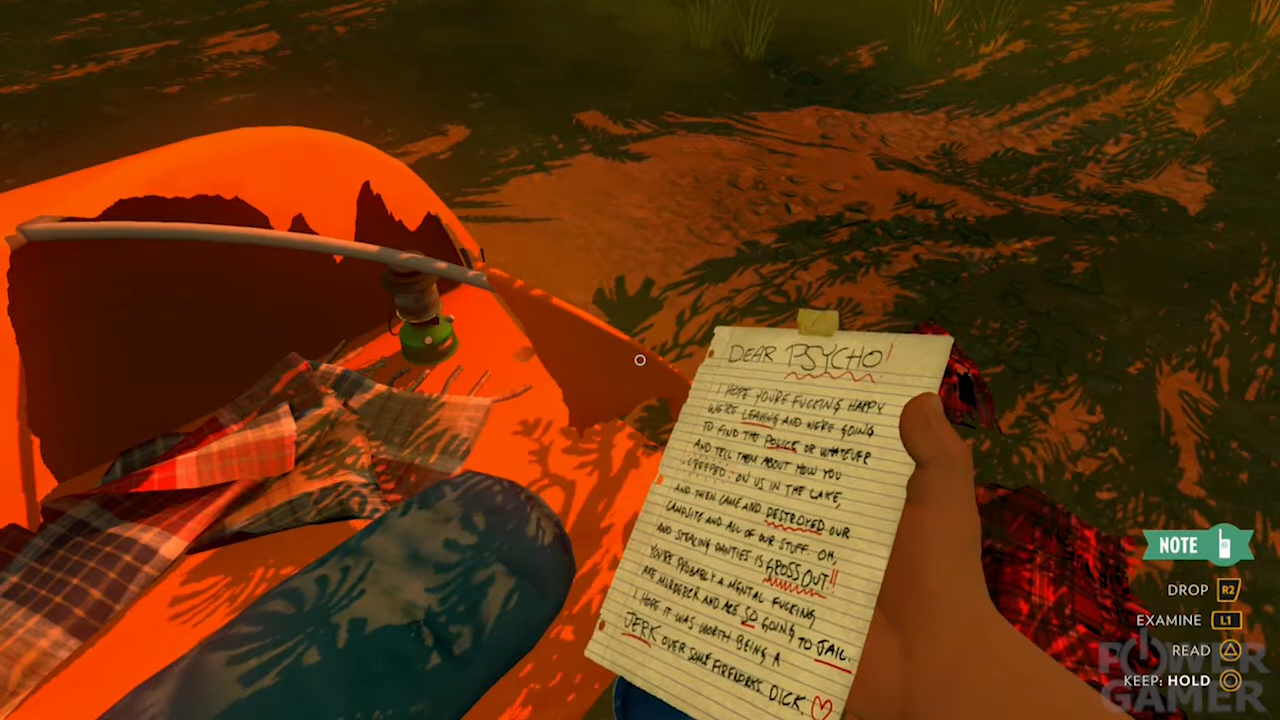 DEAR PSYCHO!
I HOPE YOU'RE FUCKING HAPPY
WE'RE LEAVING AND WE'RE GOING
TO FIND THE POLICE OR WHATEVER
AND TELL THEM ABOUT HOW YOU
CREEPED ON US IN THE LAKE,
AND THEN CAME AND DESTROYED OUR
CAMPSITE AND ALL OF OUR STUFF. OH,
AND STEALING PANTIES IS GROSS OUT!!
YOU'RE PROBABLY A MENTAL FUCKING
AXE MURDERER AND ARE SO GOING TO JAIL.
I HOPE IT WAS WORTH BEING A
JERK OVER SOME FIREWORKS. DICK.
NOTE
DROP R2
EXAMINE L1
READ
KEEP: HOLD
POWER
GAMER